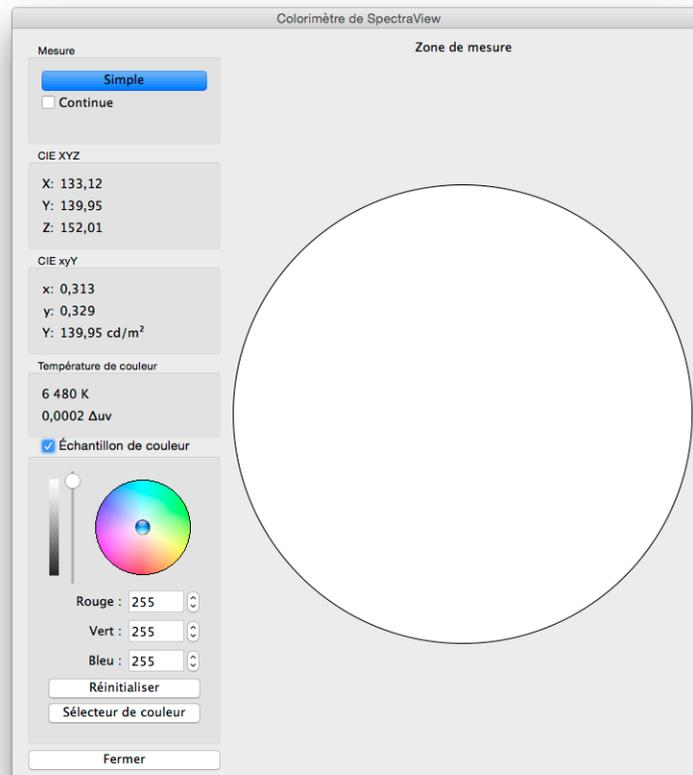 Colorimètre de SpectraView
Mesure
Simple
Continue
CIE XYZ
X: 133,12
Y: 139,95
Z: 152,01
CIE xyY
x: 0,313
y: 0,329
Y: 139,95 cd/m²
Température de couleur
6 480 K
0,0002 Δuv
Échantillon de couleur
Rouge : 255
Vert : 255
Bleu : 255
Réinitialiser
Sélecteur de couleur
Fermer
Zone de mesure